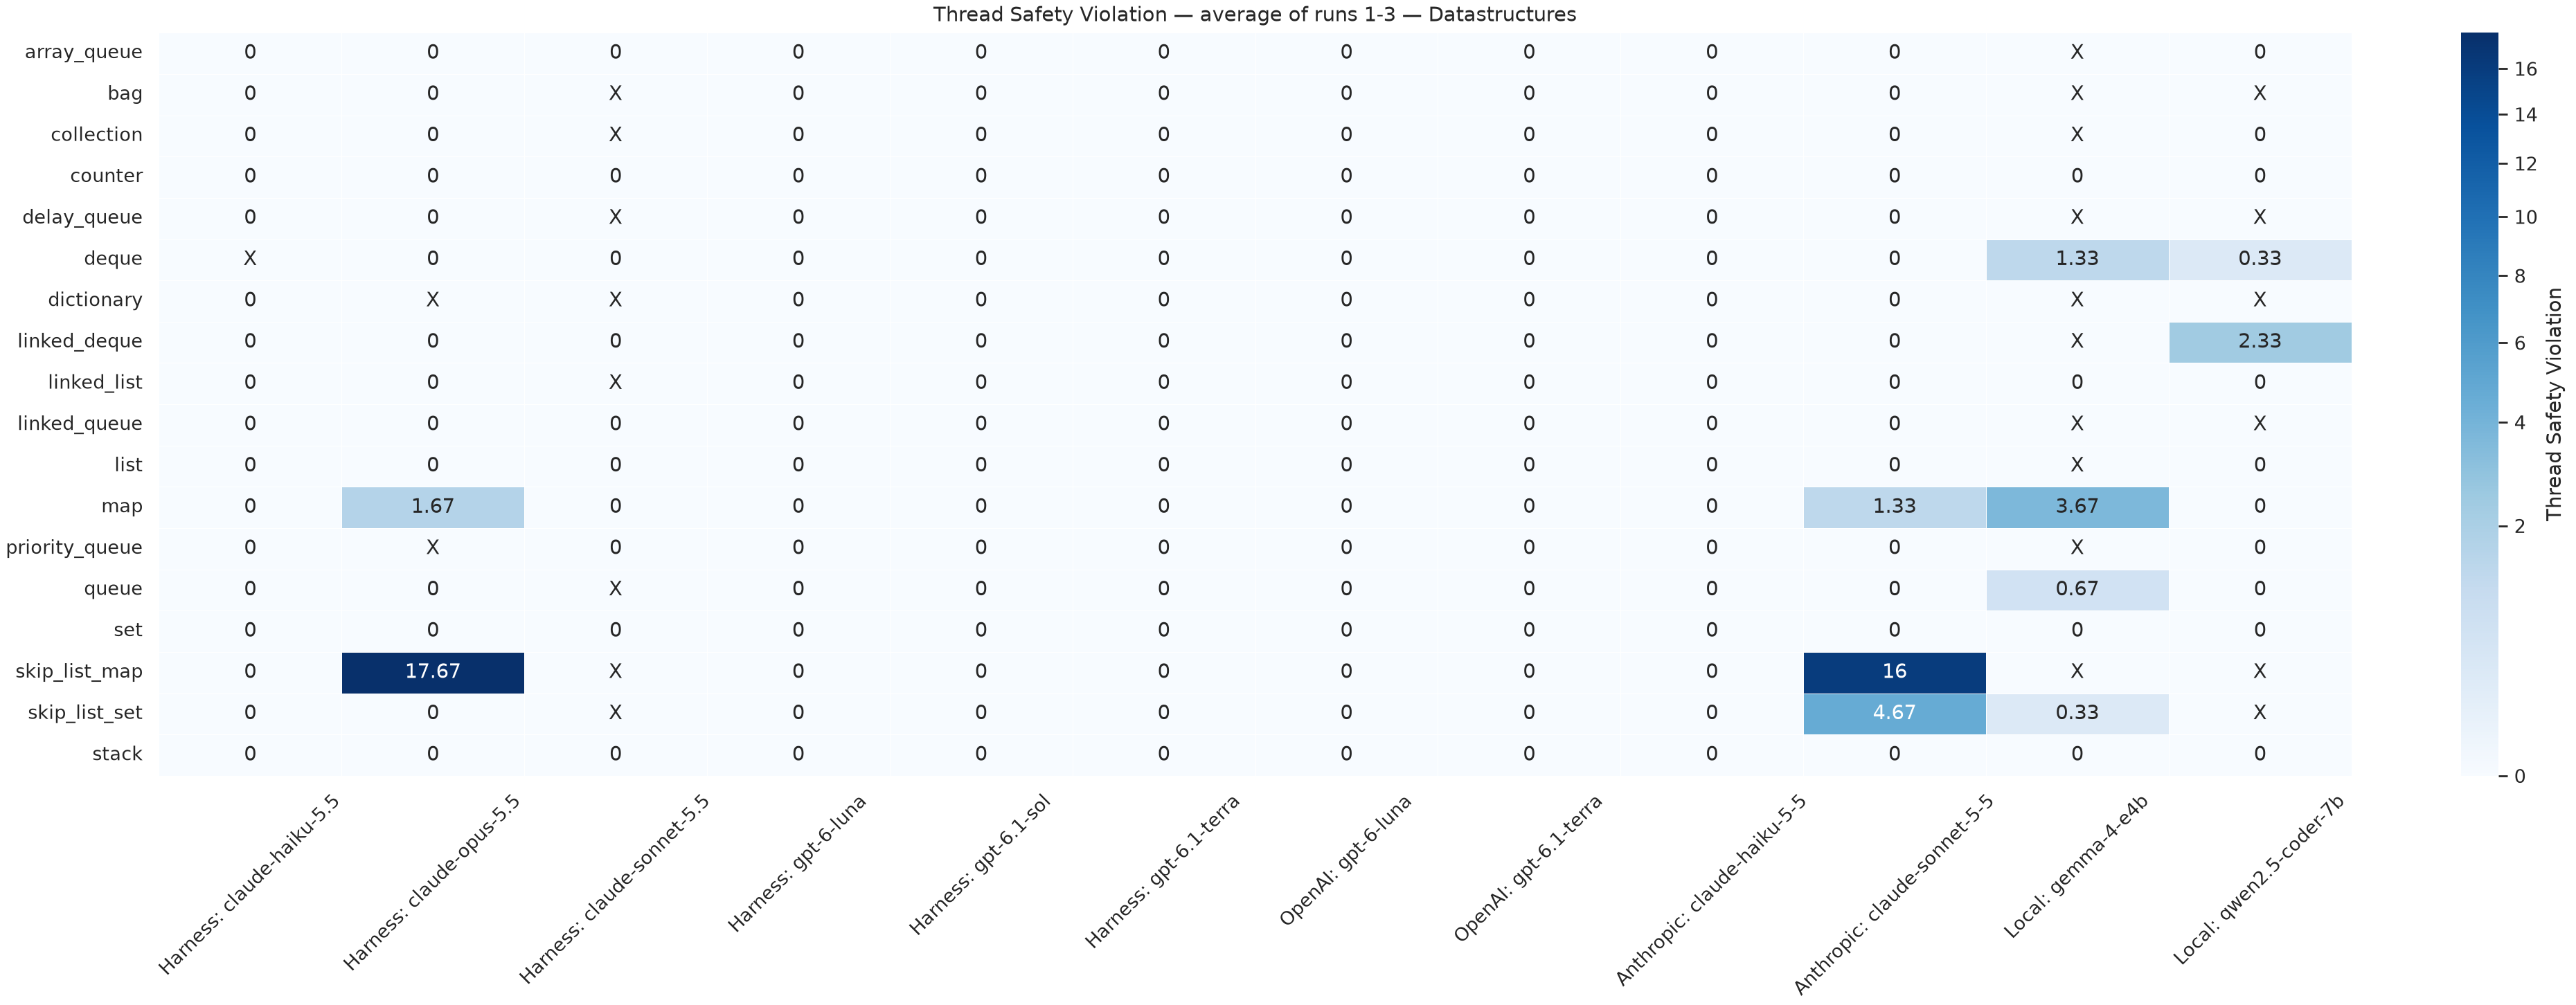 Thread Safety Violation — average of runs 1-3 — Datastructures
array_queue 0 0 0 0 0 0 0 0 0 0 X 0
bag 0 0 X 0 0 0 0 0 0 0 X X
collection 0 0 X 0 0 0 0 0 0 0 X 0
counter 0 0 0 0 0 0 0 0 0 0 0 0
delay_queue 0 0 X 0 0 0 0 0 0 0 X X
deque X 0 0 0 0 0 0 0 0 0 1.33 0.33
dictionary 0 X X 0 0 0 0 0 0 0 X X
linked_deque 0 0 0 0 0 0 0 0 0 0 X 2.33
linked_list 0 0 X 0 0 0 0 0 0 0 0 0
linked_queue 0 0 0 0 0 0 0 0 0 0 X X
list 0 0 0 0 0 0 0 0 0 0 X 0
map 0 1.67 0 0 0 0 0 0 0 1.33 3.67 0
priority_queue 0 X 0 0 0 0 0 0 0 0 X 0
queue 0 0 X 0 0 0 0 0 0 0 0.67 0
set 0 0 0 0 0 0 0 0 0 0 0 0
skip_list_map 0 17.67 X 0 0 0 0 0 0 16 X X
skip_list_set 0 0 X 0 0 0 0 0 0 4.67 0.33 X
stack 0 0 0 0 0 0 0 0 0 0 0 0
Harness: claude-haiku-5.5
Harness: claude-opus-5.5
Harness: claude-sonnet-5.5
Harness: gpt-6-luna
Harness: gpt-6.1-sol
Harness: gpt-6.1-terra
OpenAI: gpt-6-luna
OpenAI: gpt-6.1-terra
Anthropic: claude-haiku-5-5
Anthropic: claude-sonnet-5-5
Local: gemma-4-e4b
Local: qwen2.5-coder-7b
16
14
12
10
8
6
4
2
0
Thread Safety Violation